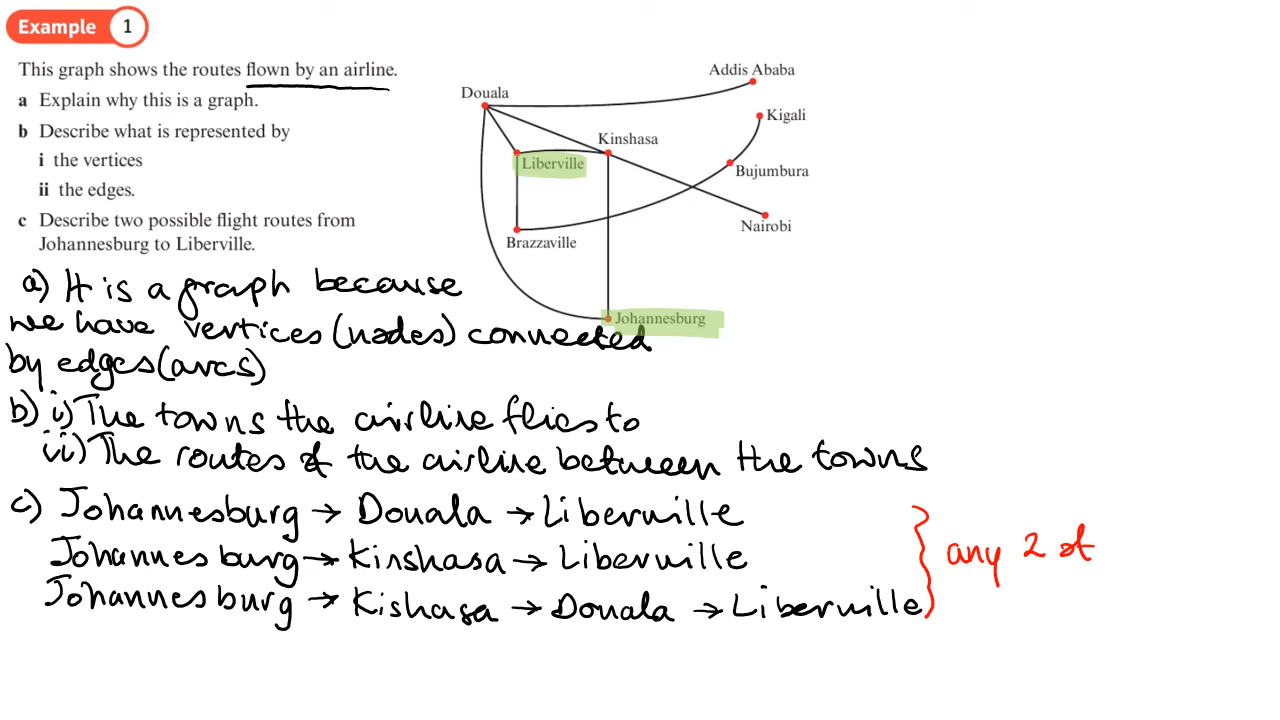 Example 1
This graph shows the routes flown by an airline.
a Explain why this is a graph.
b Describe what is represented by
i the vertices
ii the edges.
c Describe two possible flight routes from
Johannesburg to Liberville.
Addis Ababa
Douala
Kigali
Kinshasa
Liberville
Bujumbura
Nairobi
Brazzaville
Johannesburg
a) It is a graph because
we have vertices (nodes) connected
by edges (arcs)
b) i) The towns the airline flies to
ii) The routes of the airline between the towns
c) Johannesburg → Douala → Liberville
Johannesburg → Kinshasa → Liberville
Johannesburg → Kishasa → Douala → Liberville
any 2 of